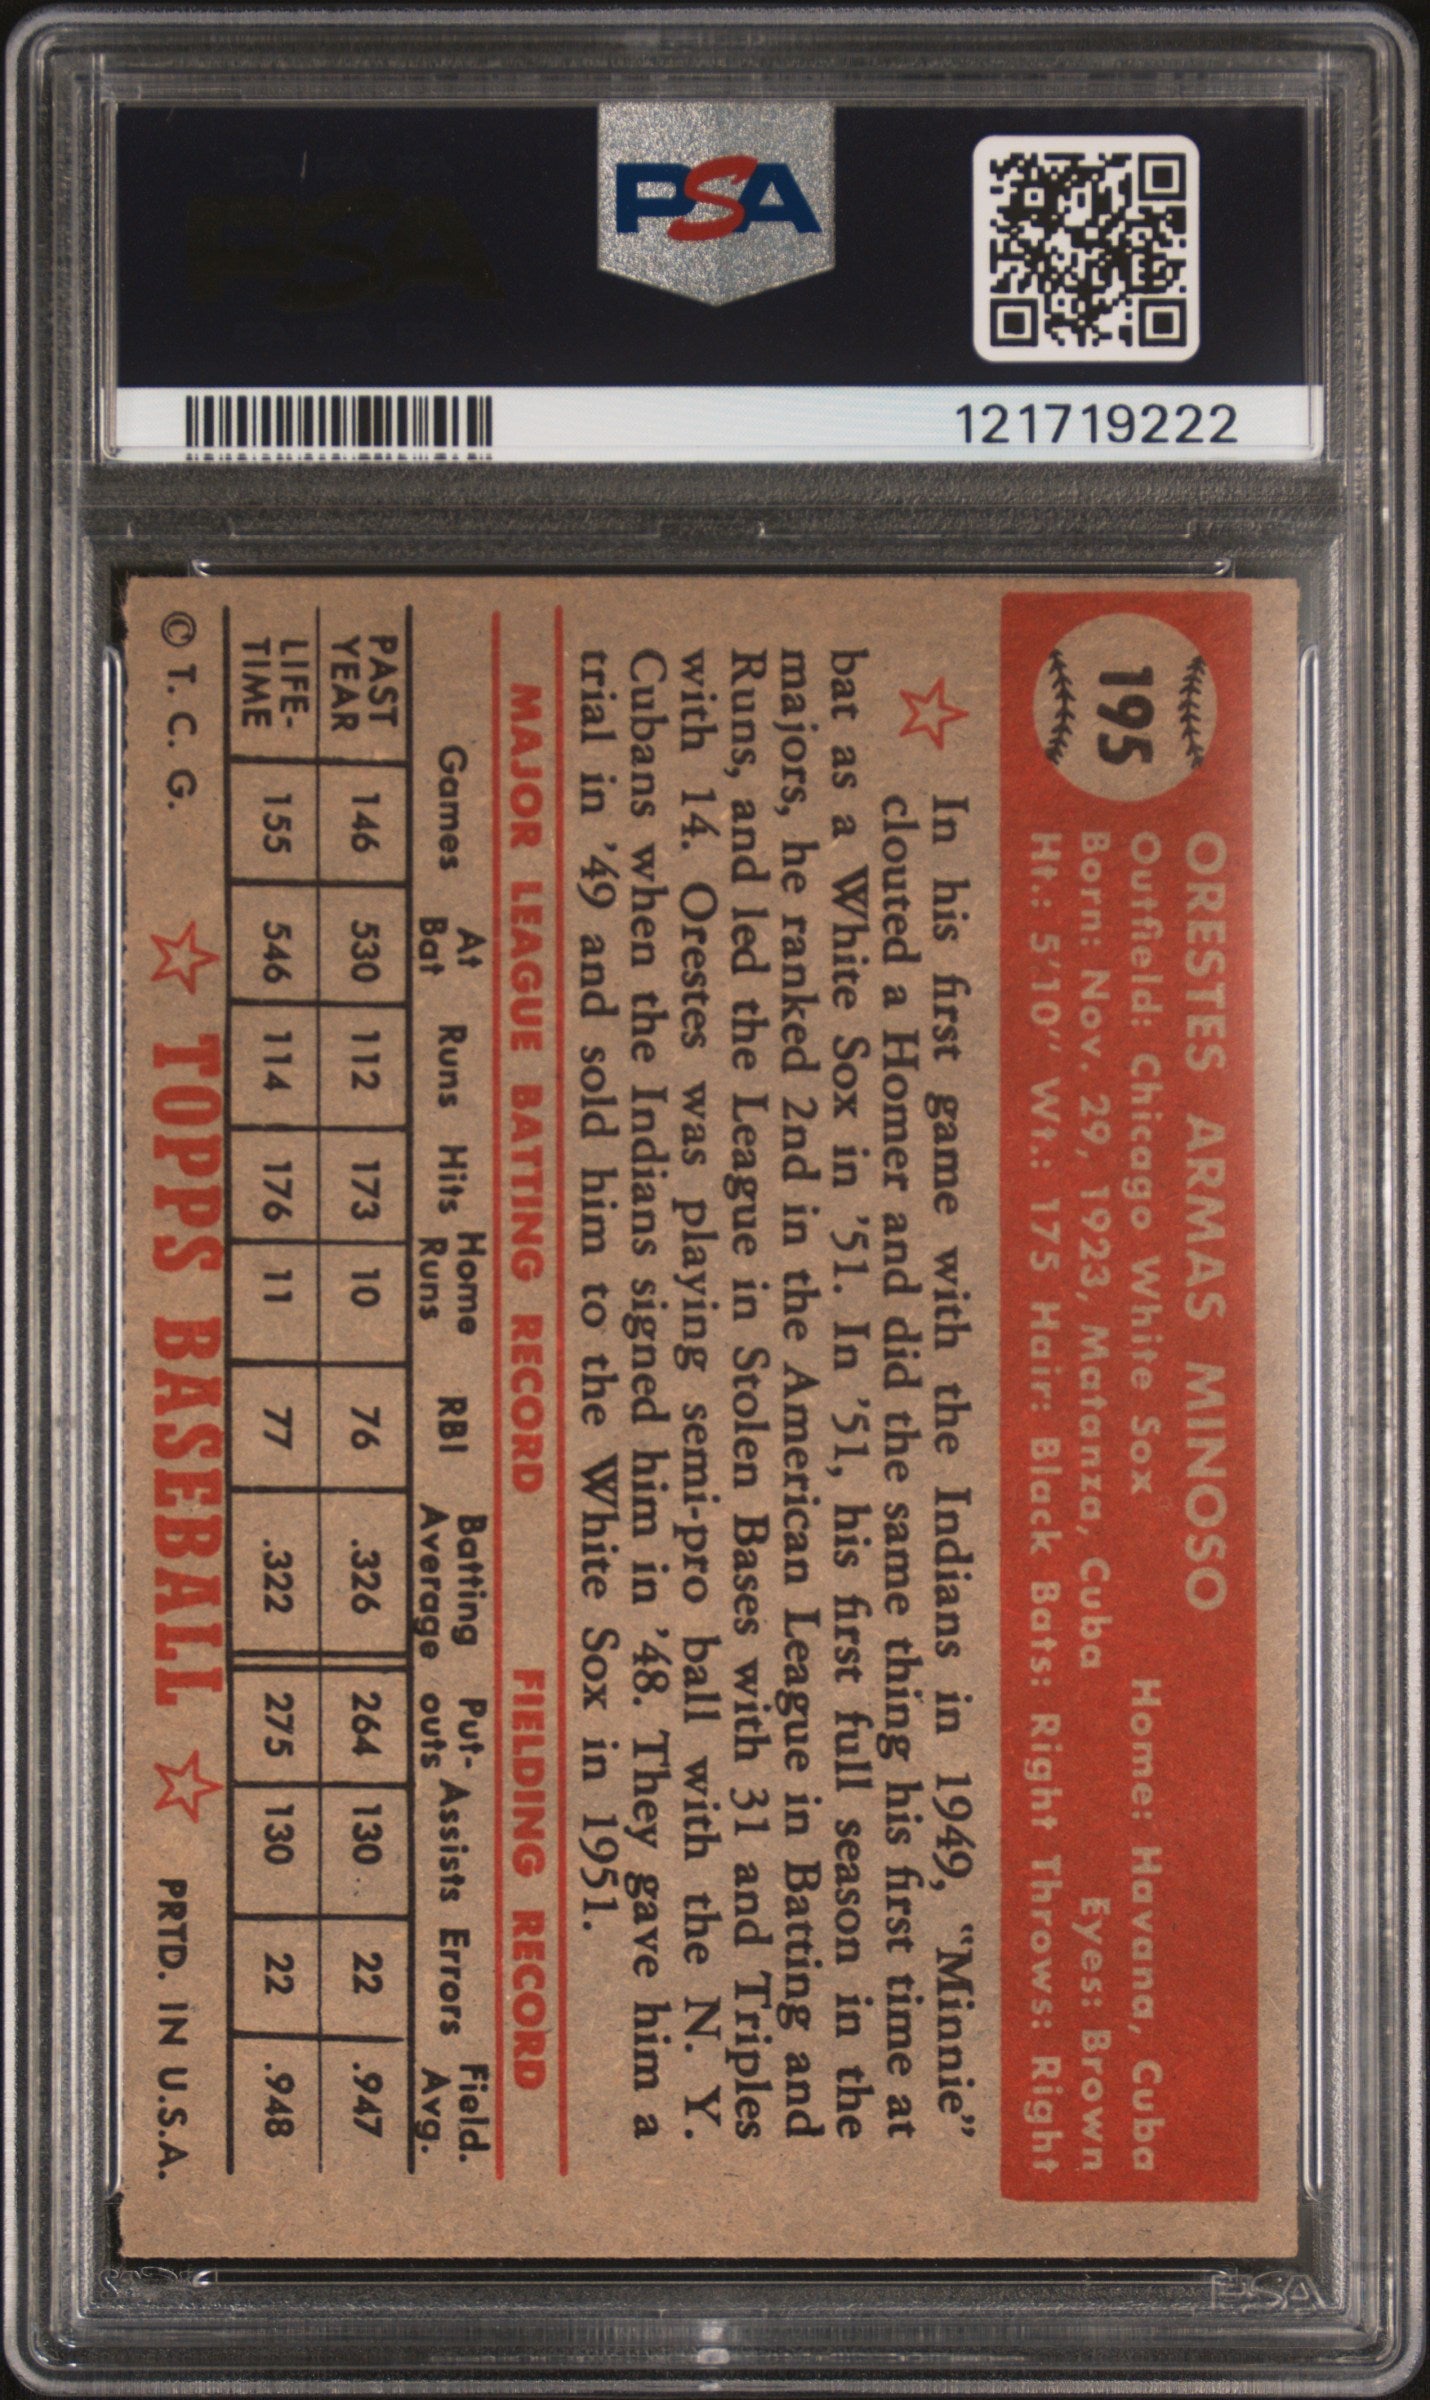 PSA
121719222
195
ORESTES ARMAS MINOSO
Outfield: Chicago White Sox Home: Havana, Cuba
Born: Nov. 29, 1923, Matanza, Cuba Eyes: Brown
Ht.: 5'10" Wt.: 175 Hair: Black Bats: Right Throws: Right
In his first game with the Indians in 1949, "Minnie"
clouted a Homer and did the same thing his first time at
bat as a White Sox in '51. In '51, his first full season in the
majors, he ranked 2nd in the American League in Batting and
Runs, and led the League in Stolen Bases with 31 and Triples
with 14. Orestes was playing semi-pro ball with the N. Y.
Cubans when the Indians signed him in '48. They gave him a
trial in '49 and sold him to the White Sox in 1951.
MAJOR LEAGUE BATTING RECORD FIELDING RECORD
Games At Bat Runs Hits Home Runs RBI Batting Average Put-outs Assists Errors Field. Avg.
PAST YEAR 146 530 112 173 10 76 .326 264 130 22 .947
LIFE-TIME 155 546 114 176 11 77 .322 275 130 22 .948
© T. C. G. TOPPS BASEBALL PRTD. IN U.S.A.
PSA